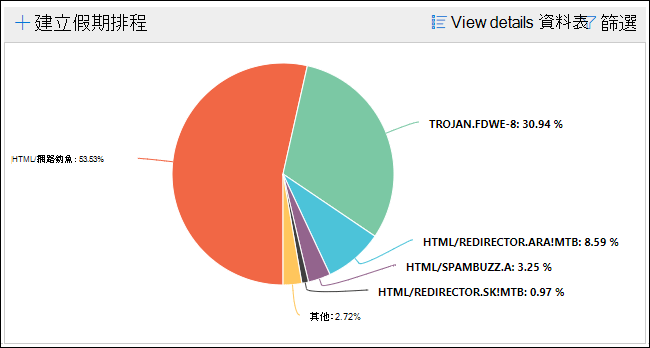 建立假期排程
View details 資料表
篩選
TROJAN.FDWE-8: 30.94 %
HTML/網路釣魚: 53.53%
HTML/REDIRECTOR.ARA!MTB: 8.59 %
HTML/SPAMBUZZ.A: 3.25 %
HTML/REDIRECTOR.SK!MTB: 0.97 %
其他: 2.72%